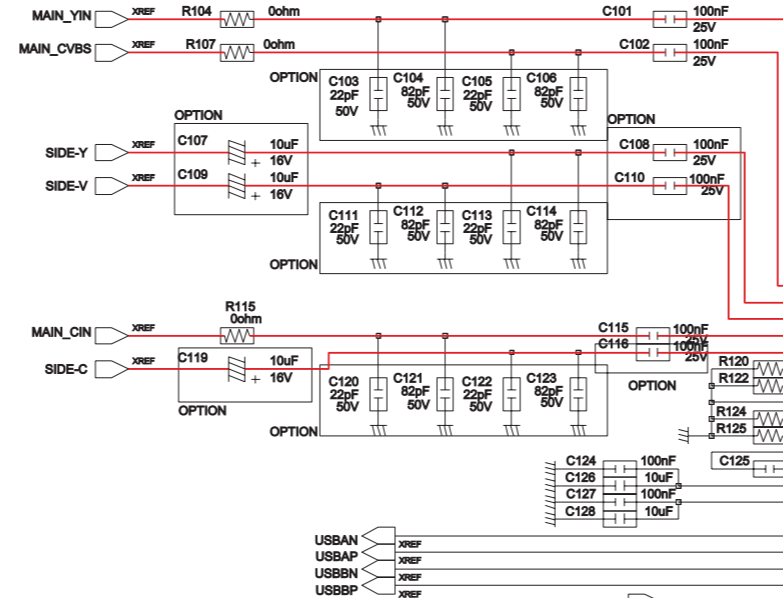 MAIN_YIN XREF R104 0ohm C101 100nF
25V
MAIN_CVBS XREF R107 0ohm C102 100nF
25V
OPTION C103 C104 C105 C106
22pF 82pF 22pF 82pF
50V 50V 50V 50V
OPTION OPTION
SIDE-Y XREF C107 10uF C108 100nF
+ 16V 25V
SIDE-V XREF C109 10uF C110 100nF
+ 16V 25V
C111 C112 C113 C114
22pF 82pF 22pF 82pF
50V 50V 50V 50V
OPTION
R115
0ohm
MAIN_CIN XREF C115 100nF
25V
SIDE-C XREF C119 10uF C116 100nF
+ 16V 25V
OPTION OPTION
C120 C121 C122 C123
22pF 82pF 22pF 82pF
50V 50V 50V 50V
OPTION
R120
R122
R124
R125
C124 100nF C125
C126 10uF
C127 100nF
C128 10uF
USBAN XREF
USBAP XREF
USBBN XREF
USBBP XREF